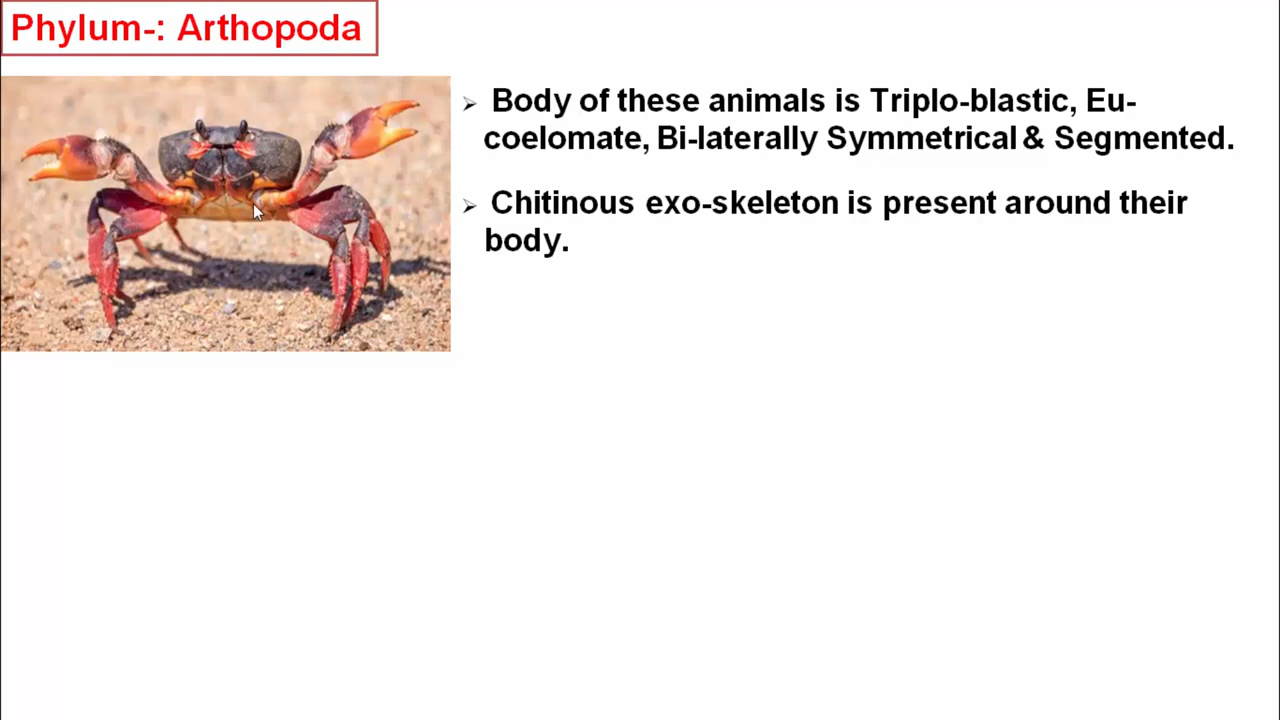 Phylum-: Arthopoda
➢ Body of these animals is Triplo-blastic, Eu-
coelomate, Bi-laterally Symmetrical & Segmented.
➢ Chitinous exo-skeleton is present around their
body.